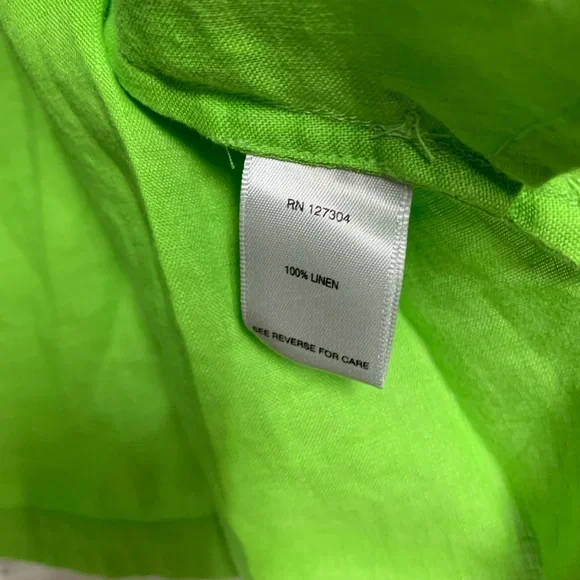 RN 127304
100% LINEN
SEE REVERSE FOR CARE